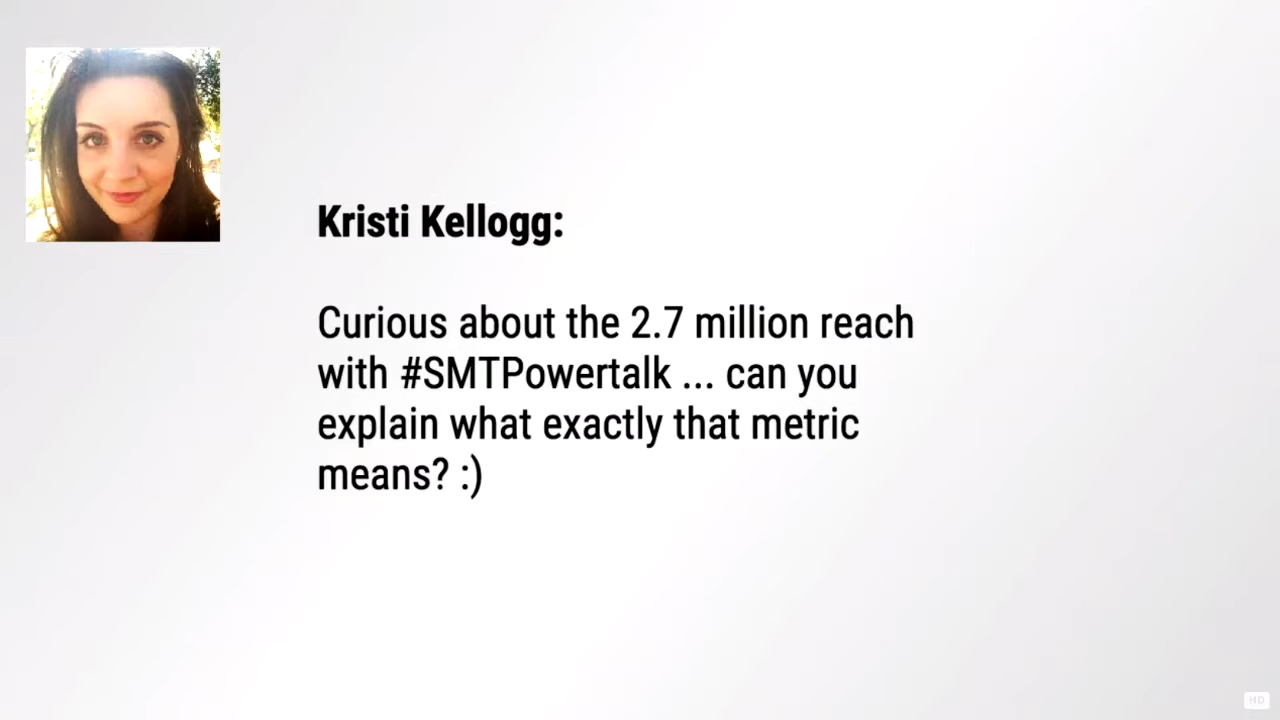 Kristi Kellogg:
Curious about the 2.7 million reach
with #SMTPowertalk ... can you
explain what exactly that metric
means? :)
HD